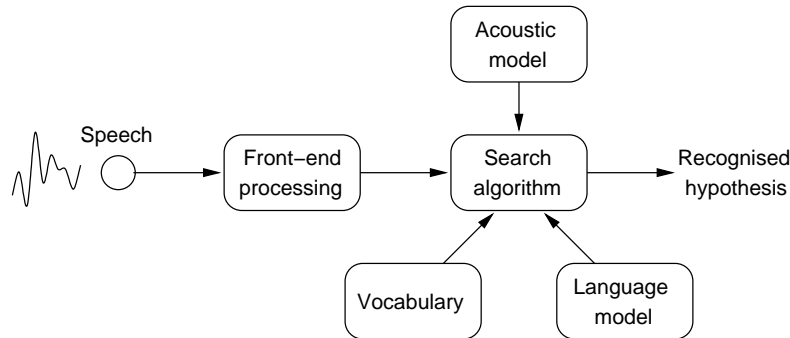 Acoustic
model
Speech
Front−end
processing
Search
algorithm
Recognised
hypothesis
Vocabulary
Language
model